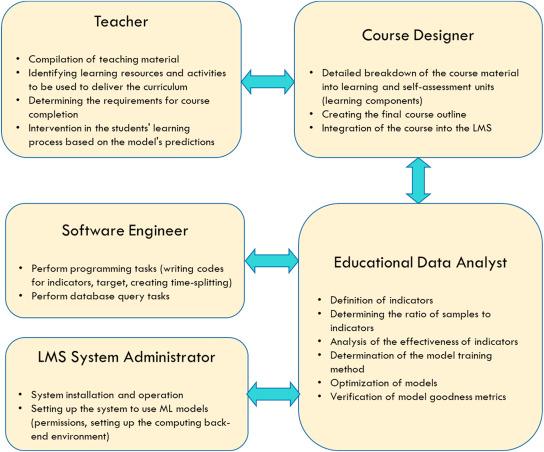 Teacher
• Compilation of teaching material
• Identifying learning resources and activities
to be used to deliver the curriculum
• Determining the requirements for course
completion
• Intervention in the students' learning
process based on the model's predictions
Course Designer
• Detailed breakdown of the course material
into learning and self-assessment units
(learning components)
• Creating the final course outline
• Integration of the course into the LMS
Software Engineer
• Perform programming tasks (writing codes
for indicators, target, creating time-splitting)
• Perform database query tasks
Educational Data Analyst
• Definition of indicators
• Determining the ratio of samples to
indicators
• Analysis of the effectiveness of indicators
• Determination of the model training
method
• Optimization of models
• Verification of model goodness metrics
LMS System Administrator
• System installation and operation
• Setting up the system to use ML models
(permissions, setting up the computing back-
end environment)